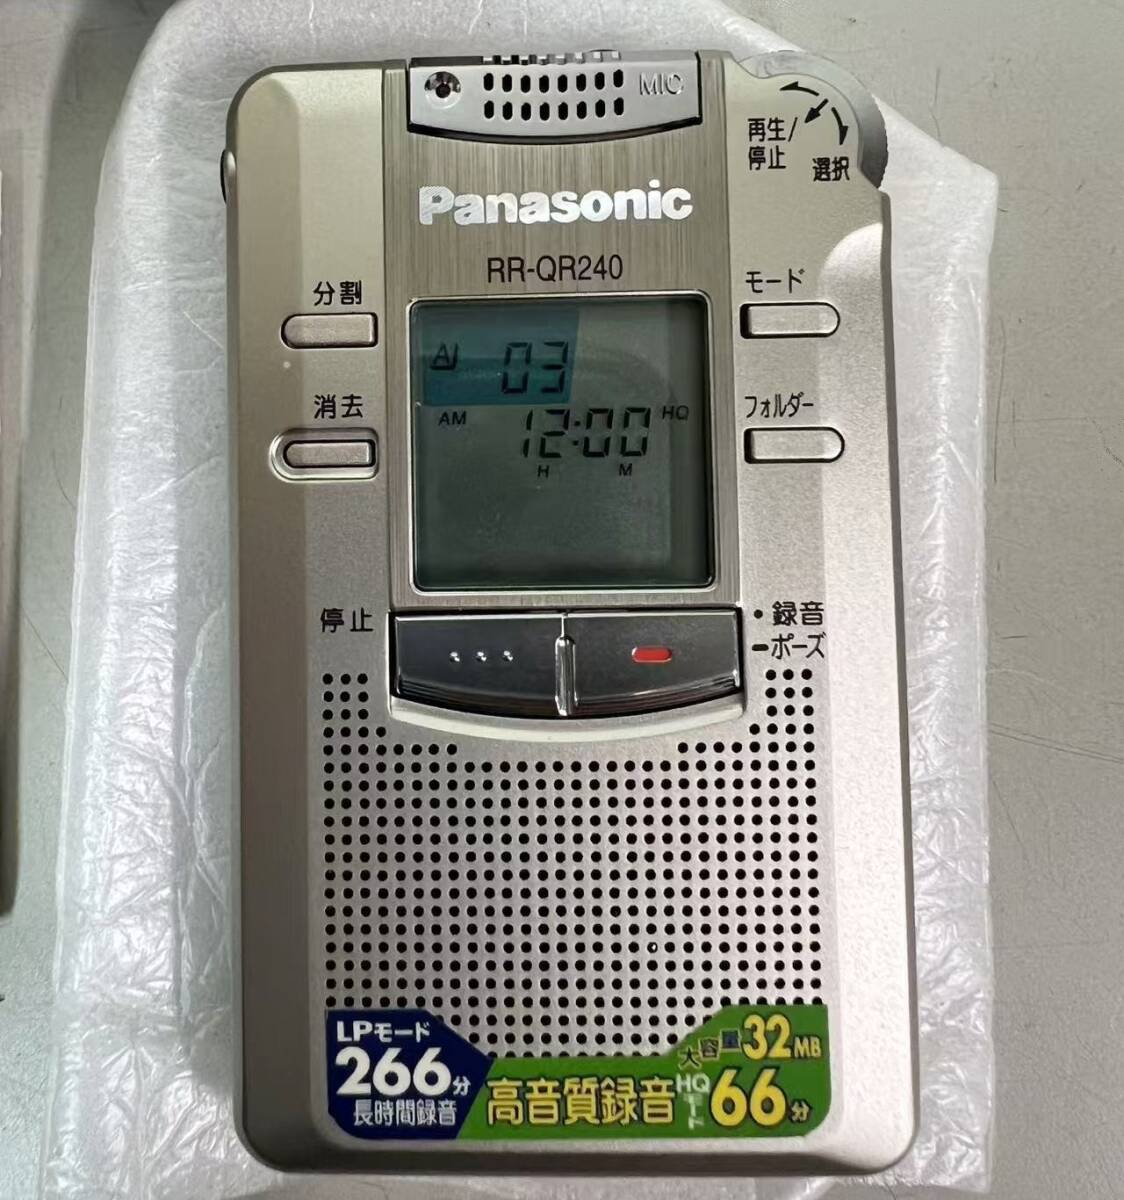 MIC
再生/
停止
選択
Panasonic
RR-QR240
分割
モード
A 03
消去
フォルダー
AM 12:00 HQ
H M
停止
・録音
━ポーズ
LPモード
266分
長時間録音
大容量32MB
高音質録音
HQモード
66分